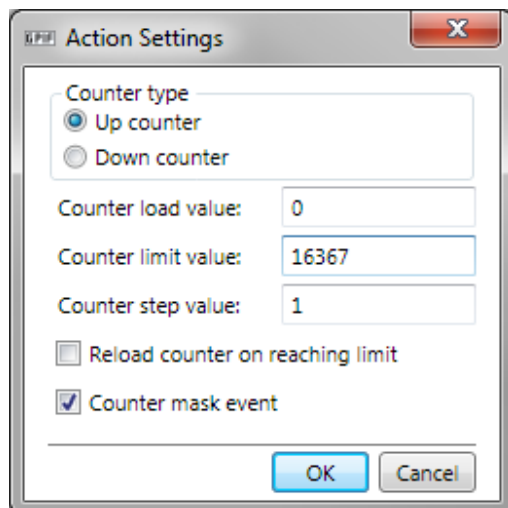 GPIF Action Settings
Counter type
Up counter
Down counter
Counter load value: 0
Counter limit value: 16367
Counter step value: 1
Reload counter on reaching limit
Counter mask event
OK Cancel